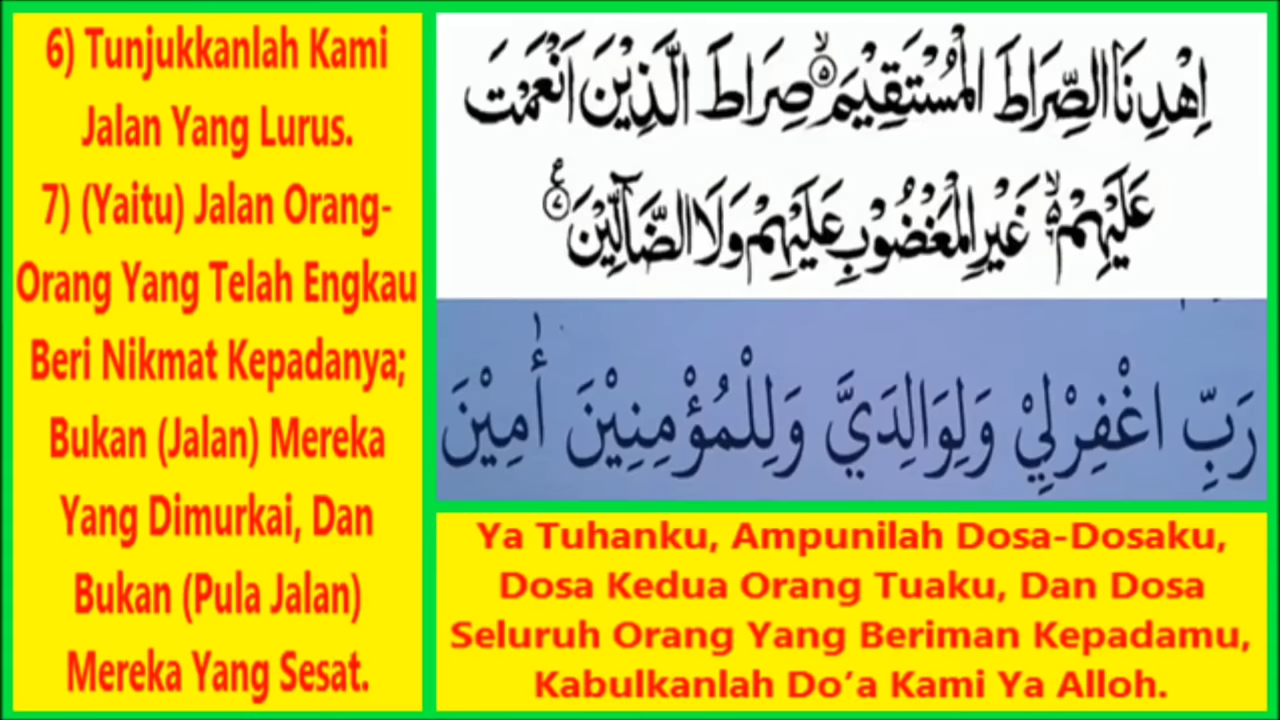 6) Tunjukkanlah Kami
Jalan Yang Lurus.
7) (Yaitu) Jalan Orang-
Orang Yang Telah Engkau
Beri Nikmat Kepadanya;
Bukan (Jalan) Mereka
Yang Dimurkai, Dan
Bukan (Pula Jalan)
Mereka Yang Sesat.
اِهْدِنَا الصِّرَاطَ الْمُسْتَقِيْمَ ۙ۝٥ صِرَاطَ الَّذِيْنَ اَنْعَمْتَ
عَلَيْهِمْ ۙ۬ غَيْرِ الْمَغْضُوْبِ عَلَيْهِمْ وَلَا الضَّآلِّيْنَ ۝٧ ع
رَبِّ اغْفِرْلِيْ وَلِوَالِدَيَّ وَلِلْمُؤْمِنِيْنَ أٰمِيْنَ
Ya Tuhanku, Ampunilah Dosa-Dosaku,
Dosa Kedua Orang Tuaku, Dan Dosa
Seluruh Orang Yang Beriman Kepadamu,
Kabulkanlah Do’a Kami Ya Alloh.